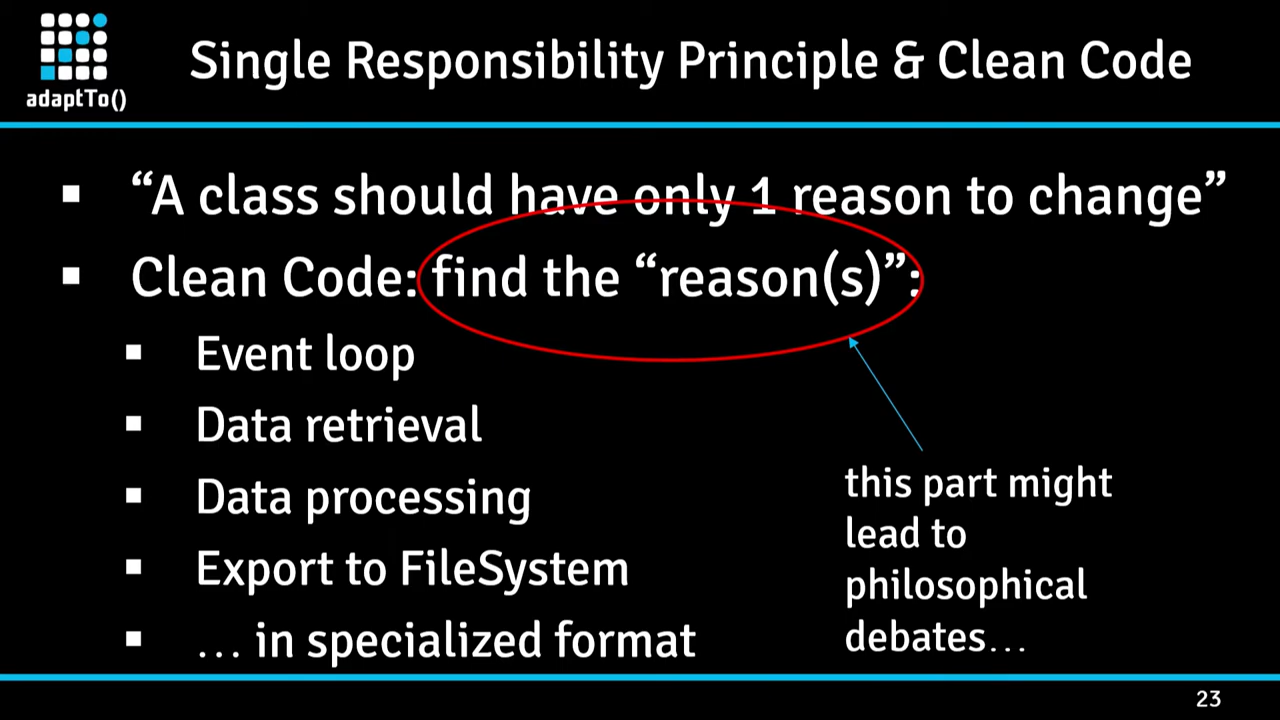 adaptTo()
Single Responsibility Principle & Clean Code
“A class should have only 1 reason to change”
Clean Code: find the “reason(s)”:
Event loop
Data retrieval
Data processing
Export to FileSystem
… in specialized format
this part might
lead to
philosophical
debates…
23